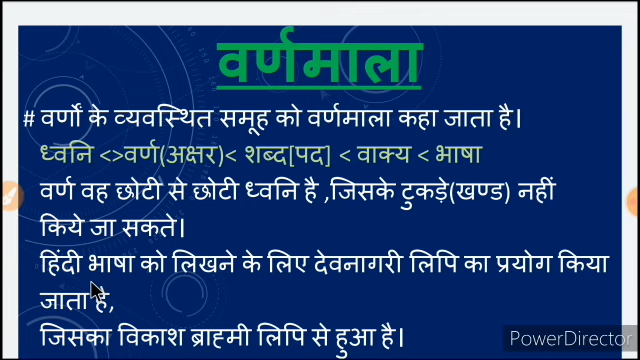 वर्णमाला
# वर्णों के व्यवस्थित समूह को वर्णमाला कहा जाता है।
ध्वनि <>वर्ण(अक्षर)< शब्द[पद] < वाक्य < भाषा
वर्ण वह छोटी से छोटी ध्वनि है ,जिसके टुकड़े(खण्ड) नहीं
किये जा सकते।
हिंदी भाषा को लिखने के लिए देवनागरी लिपि का प्रयोग किया
जाता है,
जिसका विकाश ब्राह्मी लिपि से हुआ है।
PowerDirector